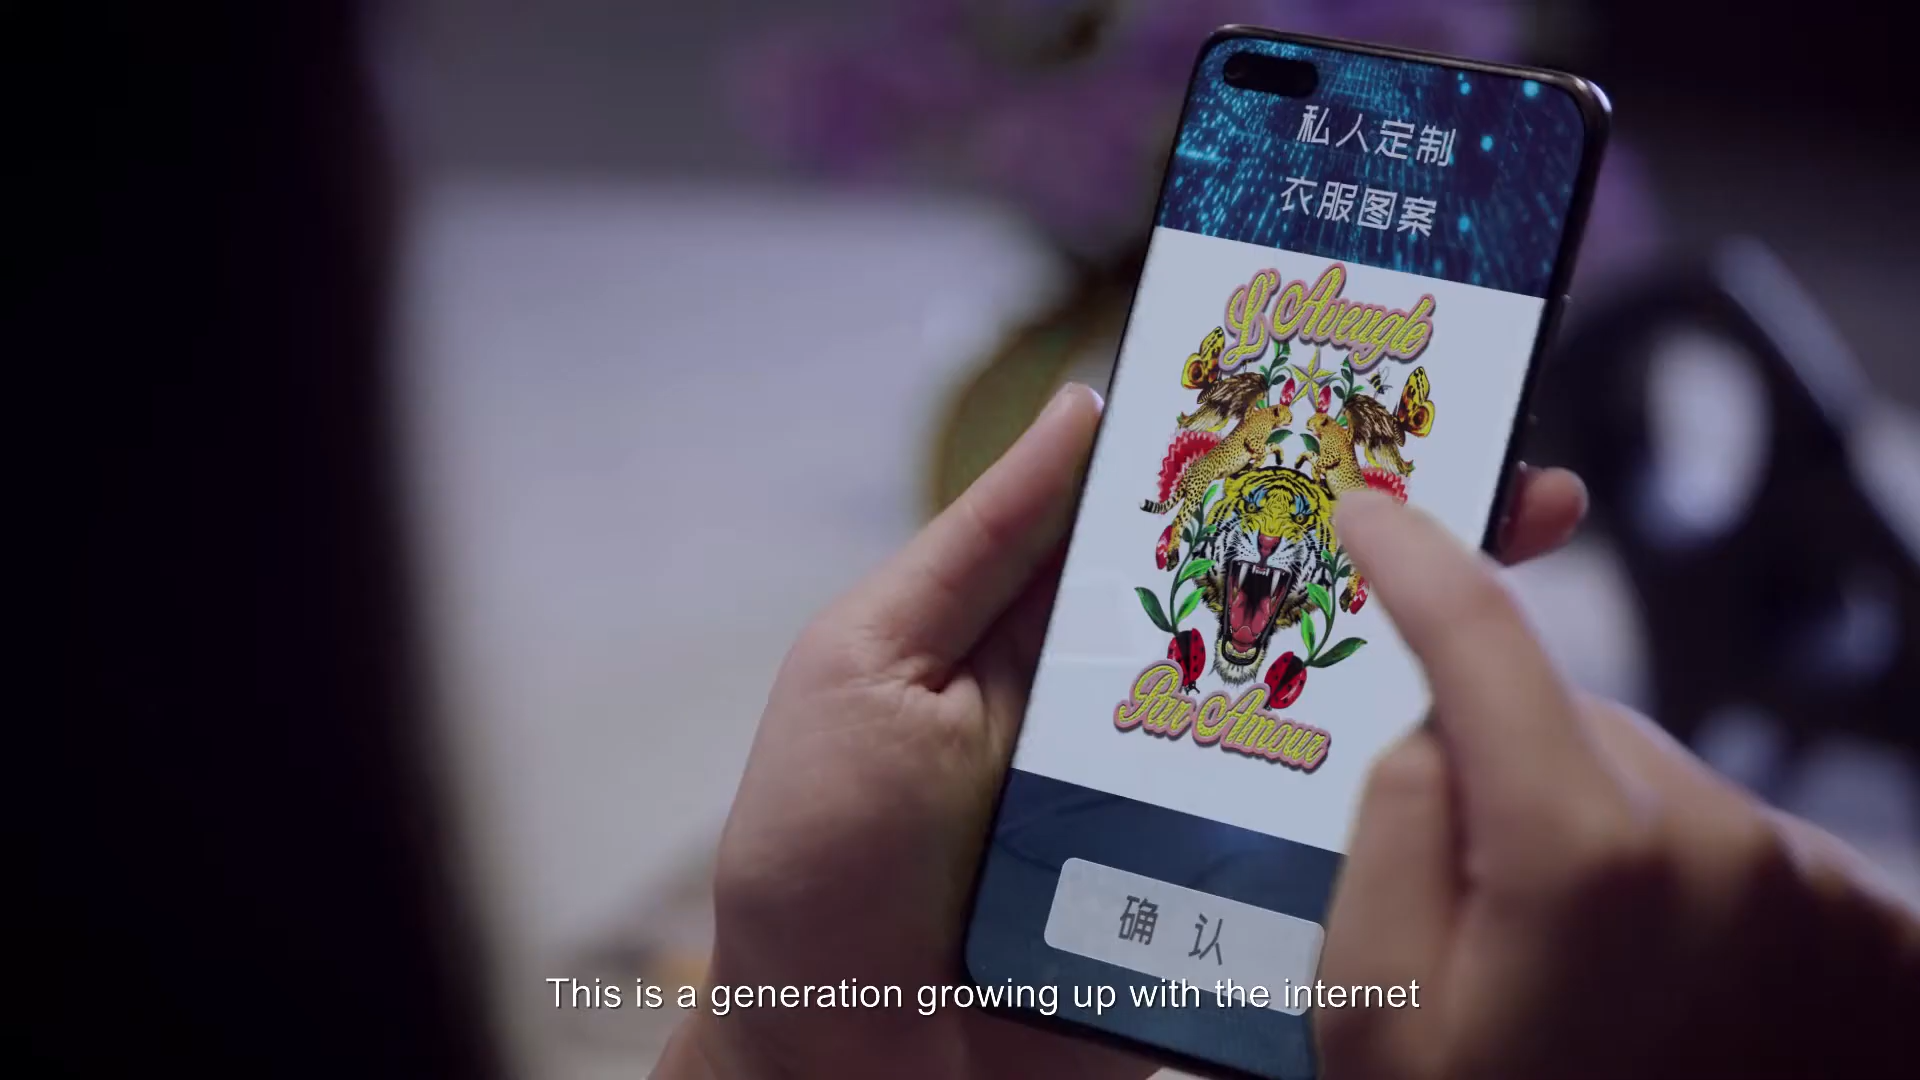 私人定制
衣服图案
L'Aveugle
Par Amour
确 认
This is a generation growing up with the internet